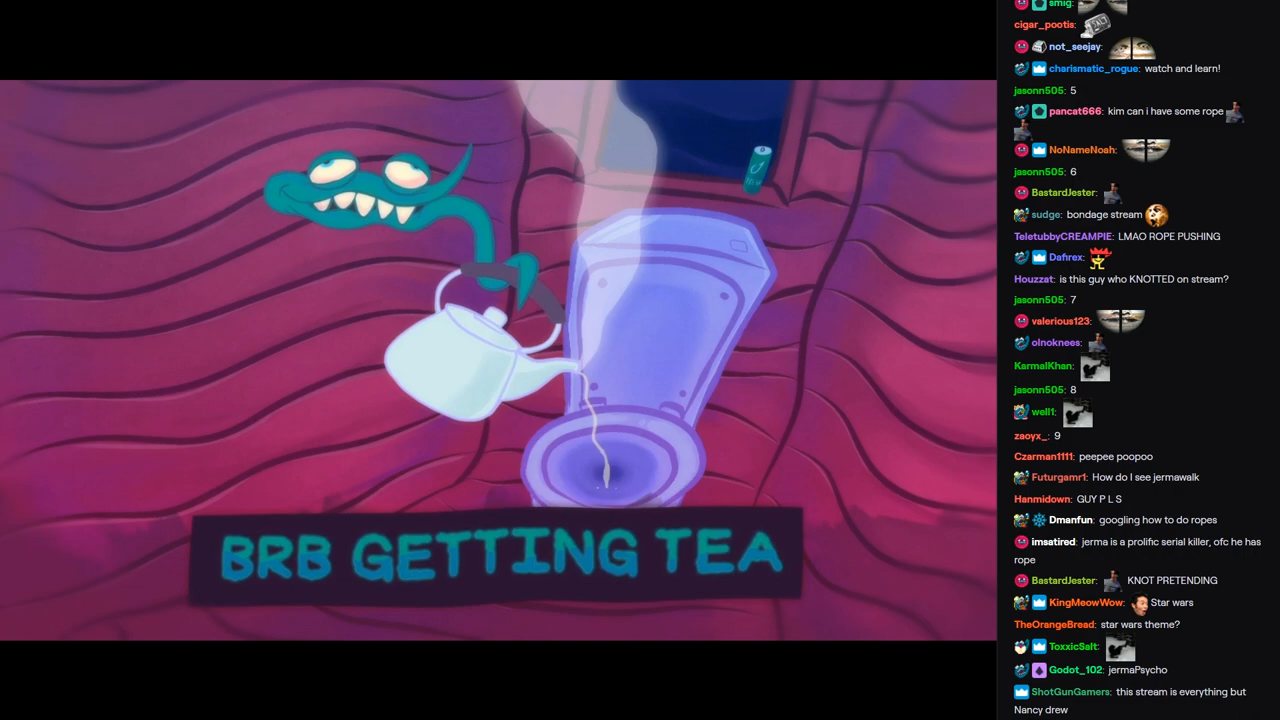 BRB GETTING TEA
smig:
cigar_pootis:
not_seejay:
charismatic_rogue: watch and learn!
jasonn505: 5
pancat666: kim can i have some rope
NoNameNoah:
jasonn505: 6
BastardJester:
sudge: bondage stream
TeletubbyCREAMPIE: LMAO ROPE PUSHING
Dafirex:
Houzzat: is this guy who KNOTTED on stream?
jasonn505: 7
valerious123:
olnoknees:
KarmalKhan:
jasonn505: 8
well1:
zaoyx_: 9
Czarman1111: peepee poopoo
Futurgamr1: How do I see jermawalk
Hanmidown: GUY P L S
Dmanfun: googling how to do ropes
imsatired: jerma is a prolific serial killer, ofc he has
rope
BastardJester: KNOT PRETENDING
KingMeowWow: Star wars
TheOrangeBread: star wars theme?
ToxxicSalt:
Godot_102: jermaPsycho
ShotGunGamers: this stream is everything but
Nancy drew